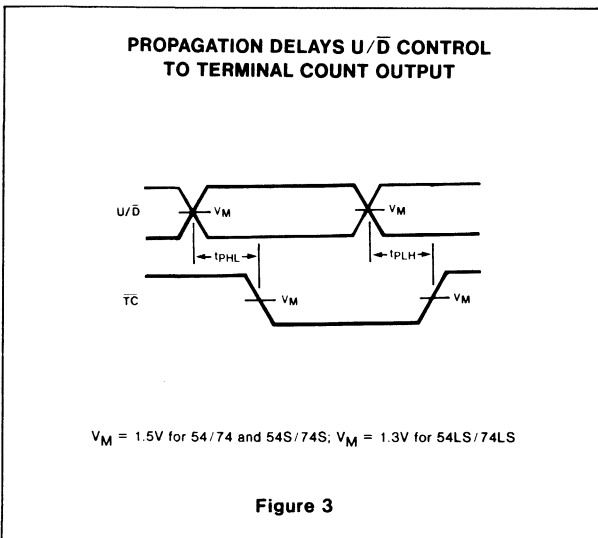 PROPAGATION DELAYS U/D̅ CONTROL
TO TERMINAL COUNT OUTPUT
U/D̅
VM
VM
tPHL
tPLH
T̅C̅
VM
VM
VM = 1.5V for 54/74 and 54S/74S; VM = 1.3V for 54LS/74LS
Figure 3